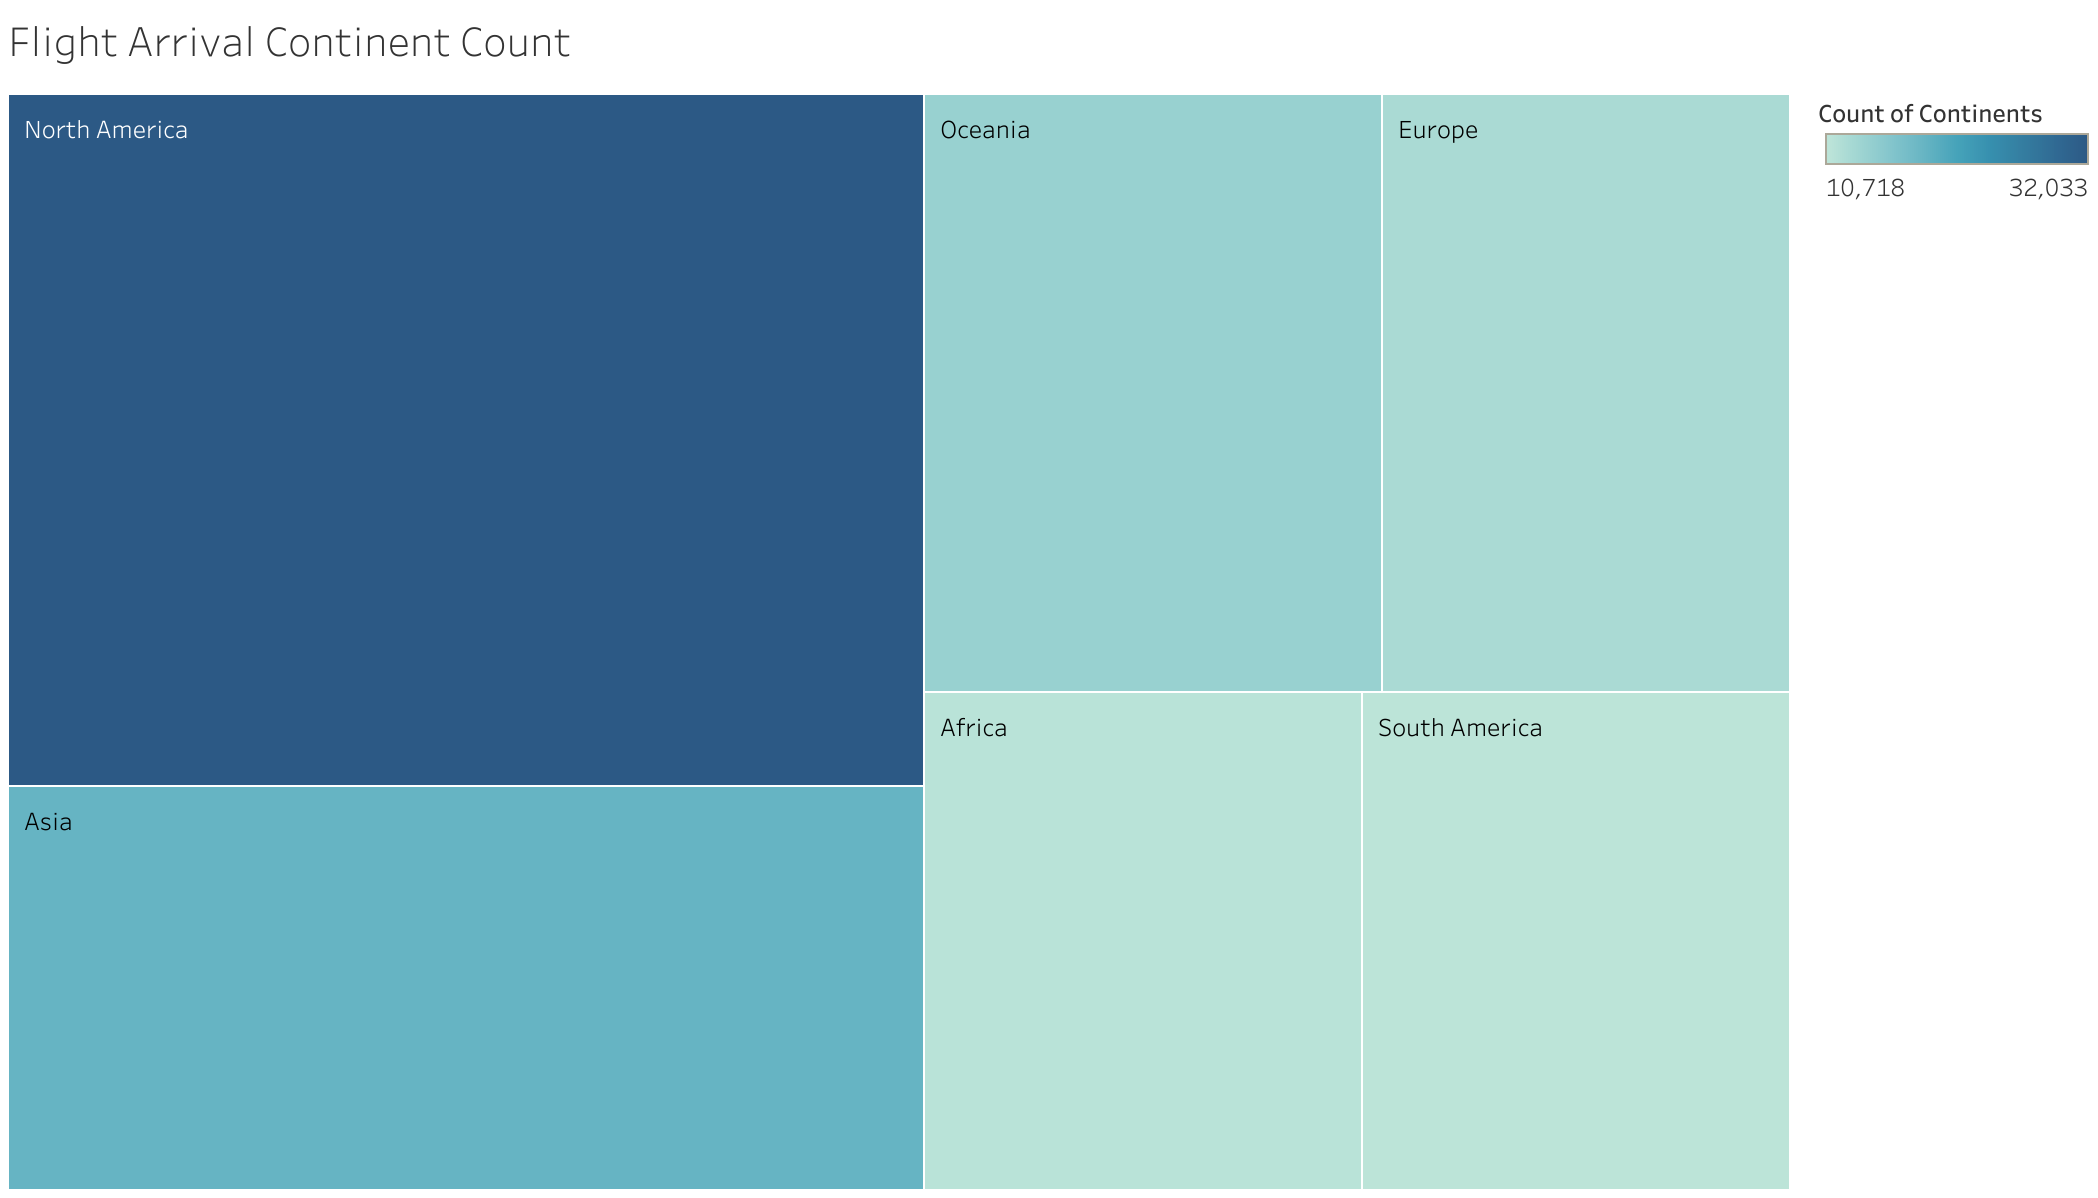 Flight Arrival Continent Count
North America
Oceania
Europe
Count of Continents
10,718
32,033
Africa
South America
Asia